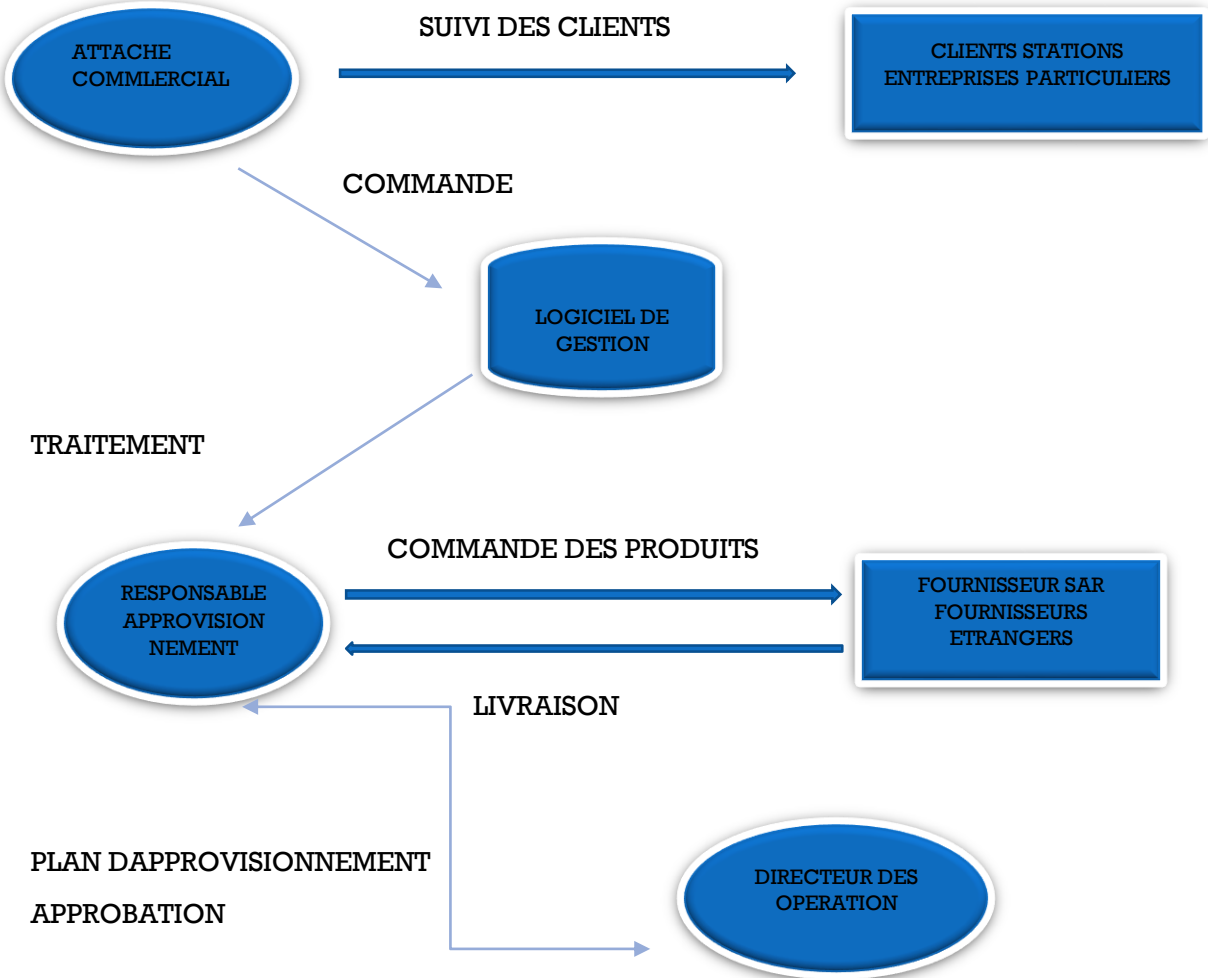 SUIVI DES CLIENTS
ATTACHE
COMMLERCIAL
CLIENTS STATIONS
ENTREPRISES PARTICULIERS
COMMANDE
LOGICIEL DE
GESTION
TRAITEMENT
COMMANDE DES PRODUITS
RESPONSABLE
APPROVISION
NEMENT
FOURNISSEUR SAR
FOURNISSEURS
ETRANGERS
LIVRAISON
PLAN DAPPROVISIONNEMENT
APPROBATION
DIRECTEUR DES
OPERATION